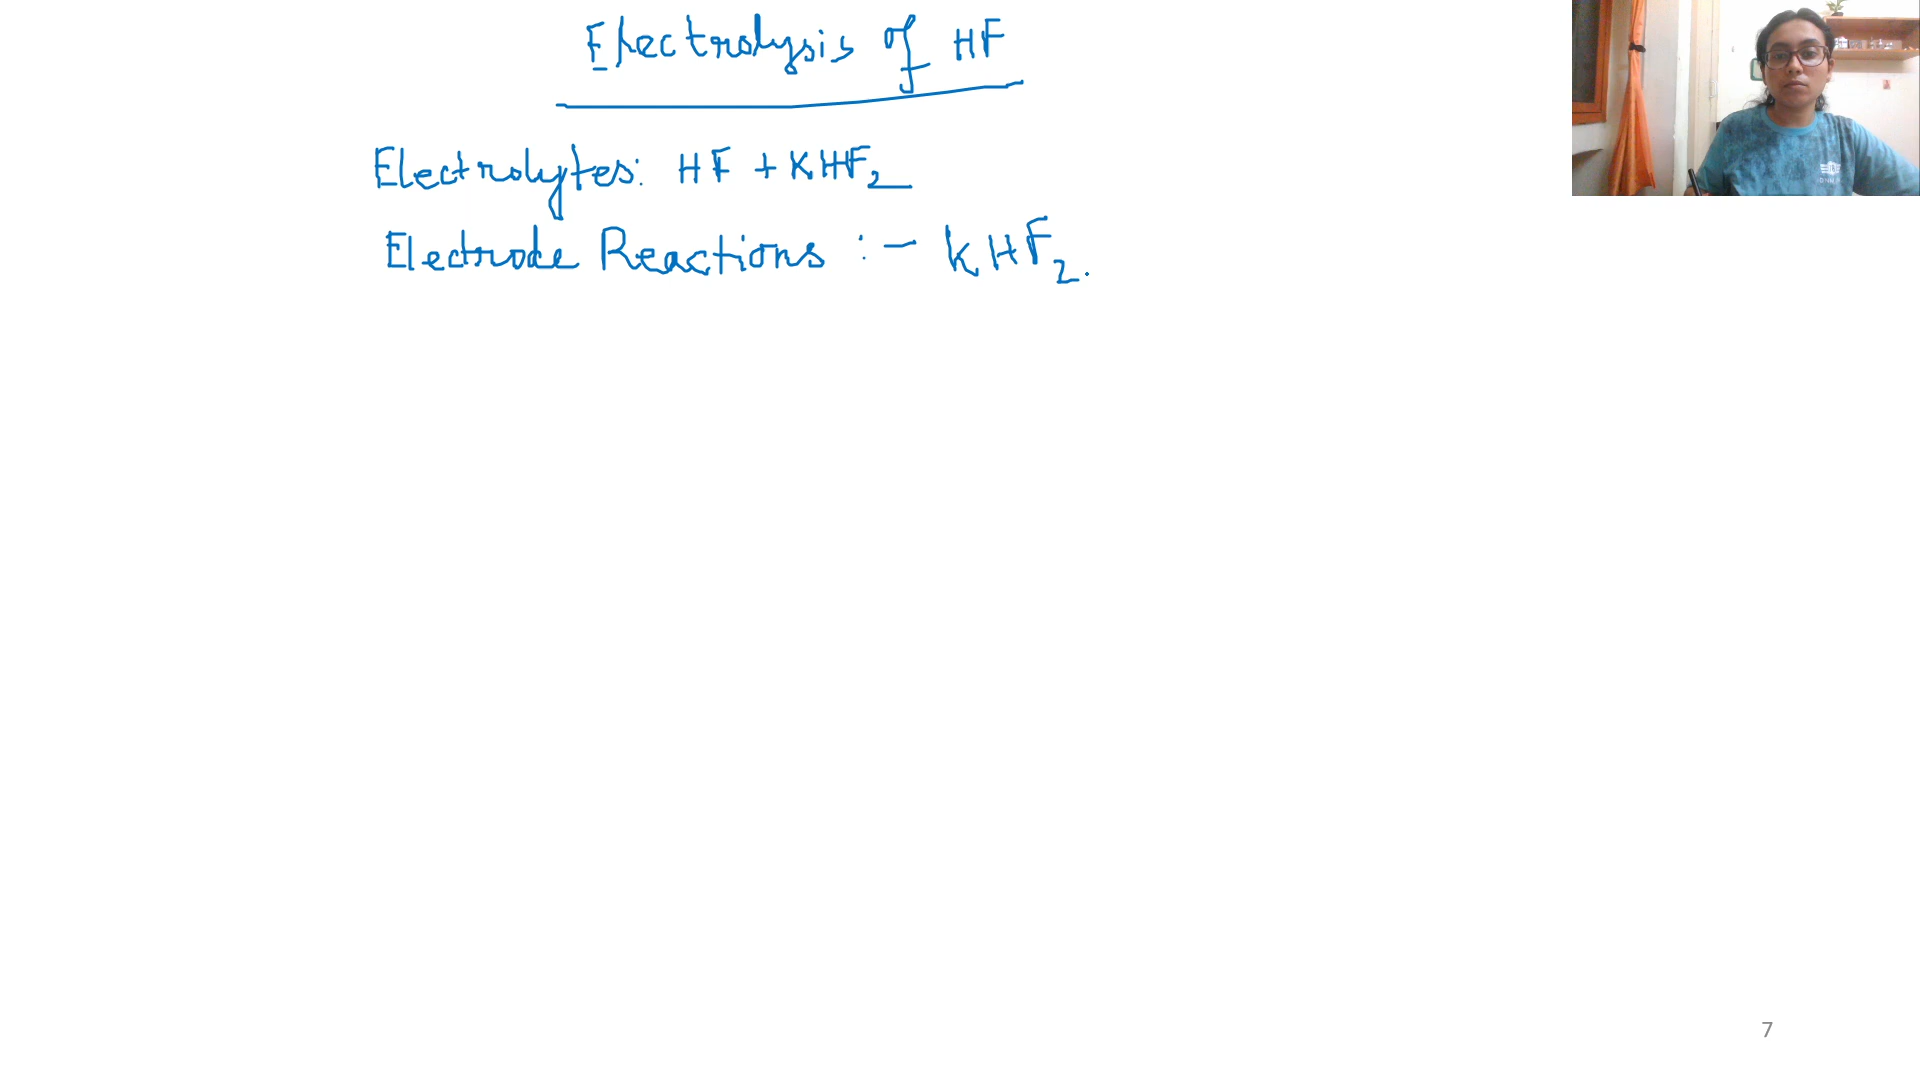 Electrolysis of HF
Electrolytes: HF + KHF₂
Electrode Reactions :- KHF₂.
7